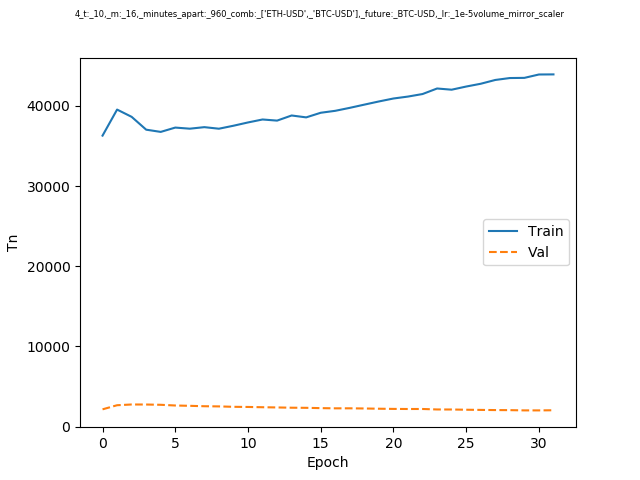 4_t:_10,_m:_16,_minutes_apart:_960_comb:_['ETH-USD',_'BTC-USD'],_future:_BTC-USD,_lr:_1e-5volume_mirror_scaler
40000
30000
20000
10000
0
Tn
Train
Val
0 5 10 15 20 25 30
Epoch